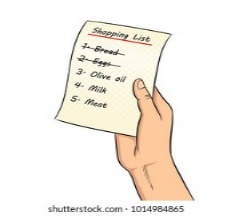 Shopping List
1- Bread
2- Eggs
3- Olive oil
4- Milk
5- Meat
shutterstock.com · 1014984865